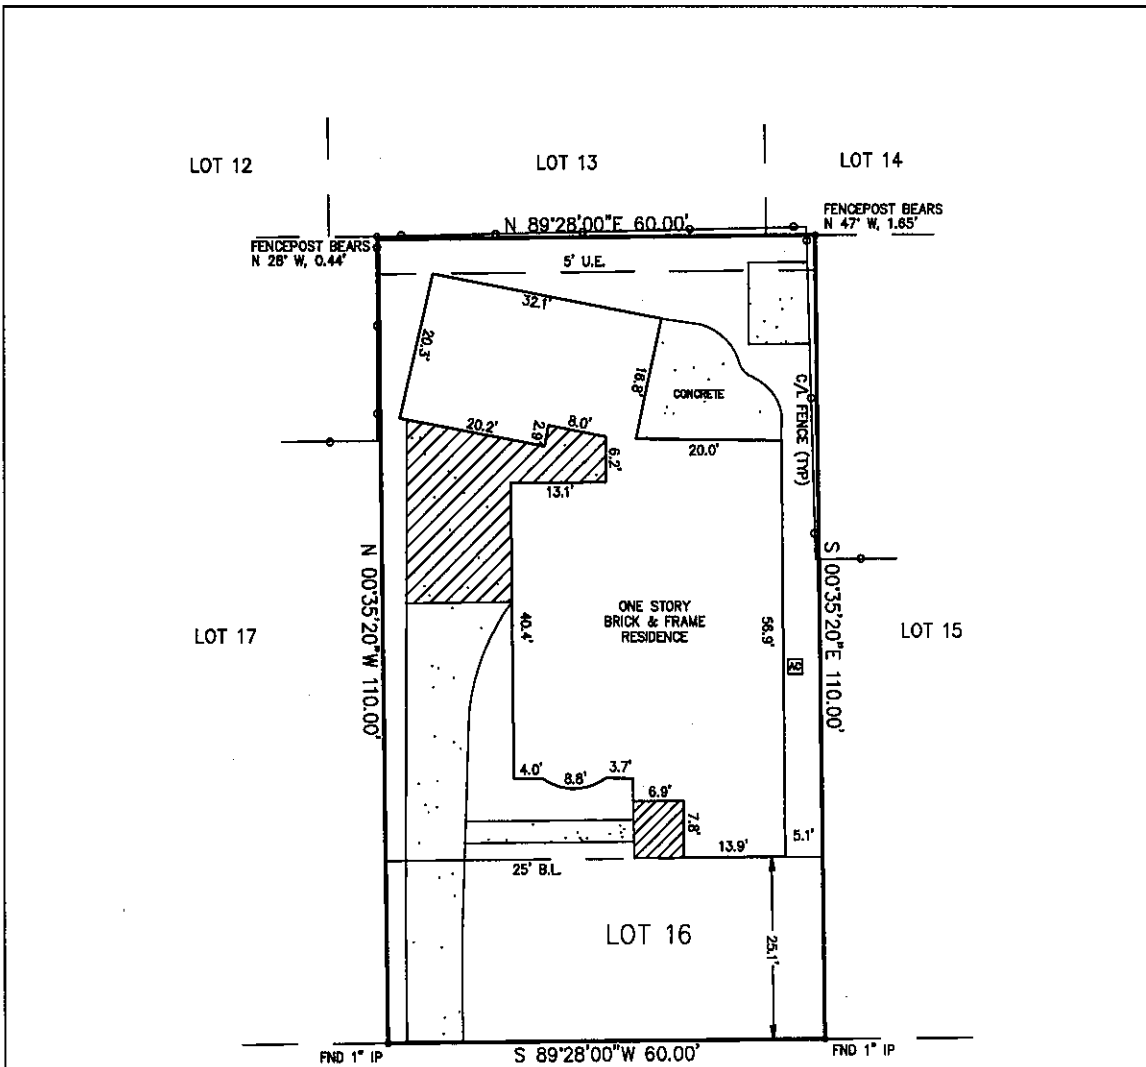 LOT 12
LOT 13
LOT 14
FENCEPOST BEARS
N 47° W, 1.65'
N 89°28'00"E 60.00'
FENCEPOST BEARS
N 28° W, 0.44'
5' U.E.
32.1'
20.3'
16.8'
CONCRETE
C/L FENCE (TYP)
20.2'
2.9'
8.0'
6.2'
20.0'
13.1'
N 00°35'20"W 110.00'
S 00°35'20"E 110.00'
LOT 17
ONE STORY
BRICK & FRAME
RESIDENCE
40.4'
56.9'
LOT 15
AC
4.0'
8.8'
3.7'
6.9'
7.8'
13.9'
5.1'
25' B.L.
LOT 16
25.1'
FND 1" IP
S 89°28'00"W 60.00'
FND 1" IP